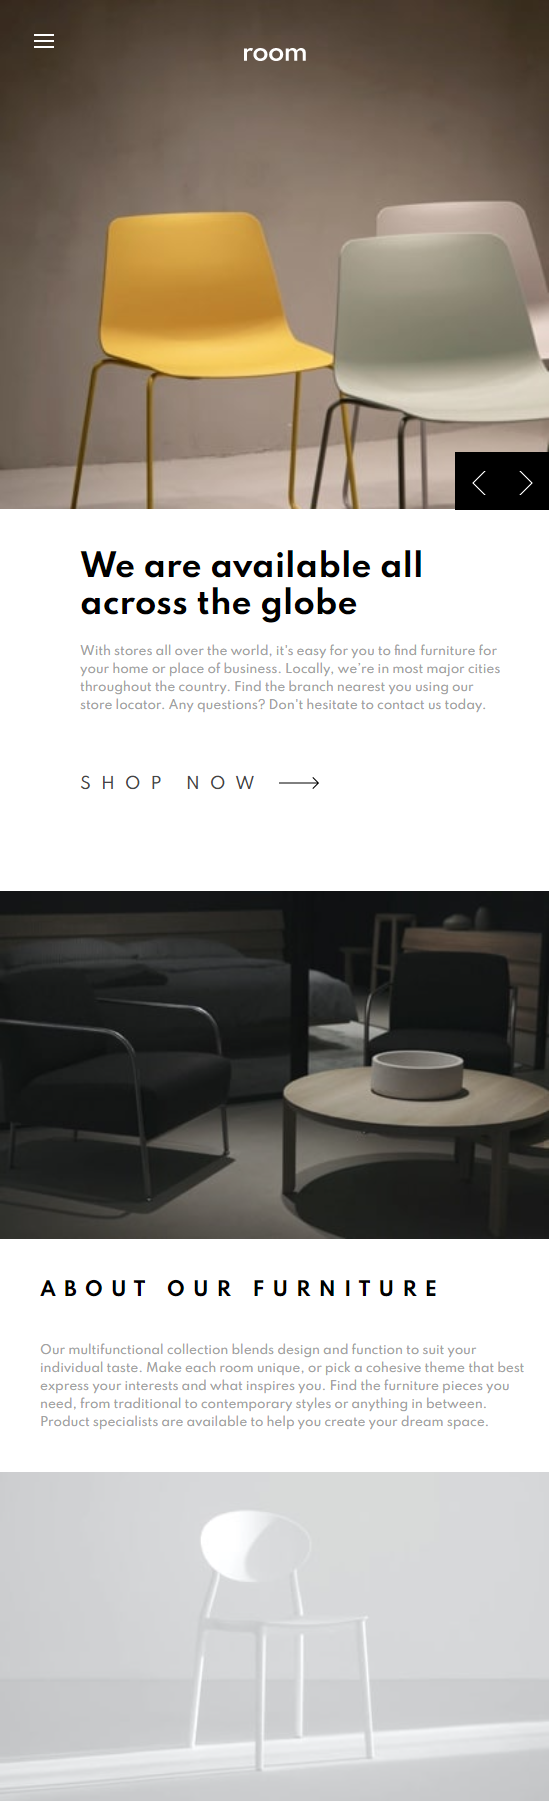 room
We are available all
across the globe
With stores all over the world, it's easy for you to find furniture for
your home or place of business. Locally, we're in most major cities
throughout the country. Find the branch nearest you using our
store locator. Any questions? Don't hesitate to contact us today.
SHOP NOW
ABOUT OUR FURNITURE
Our multifunctional collection blends design and function to suit your
individual taste. Make each room unique, or pick a cohesive theme that best
express your interests and what inspires you. Find the furniture pieces you
need, from traditional to contemporary styles or anything in between.
Product specialists are available to help you create your dream space.